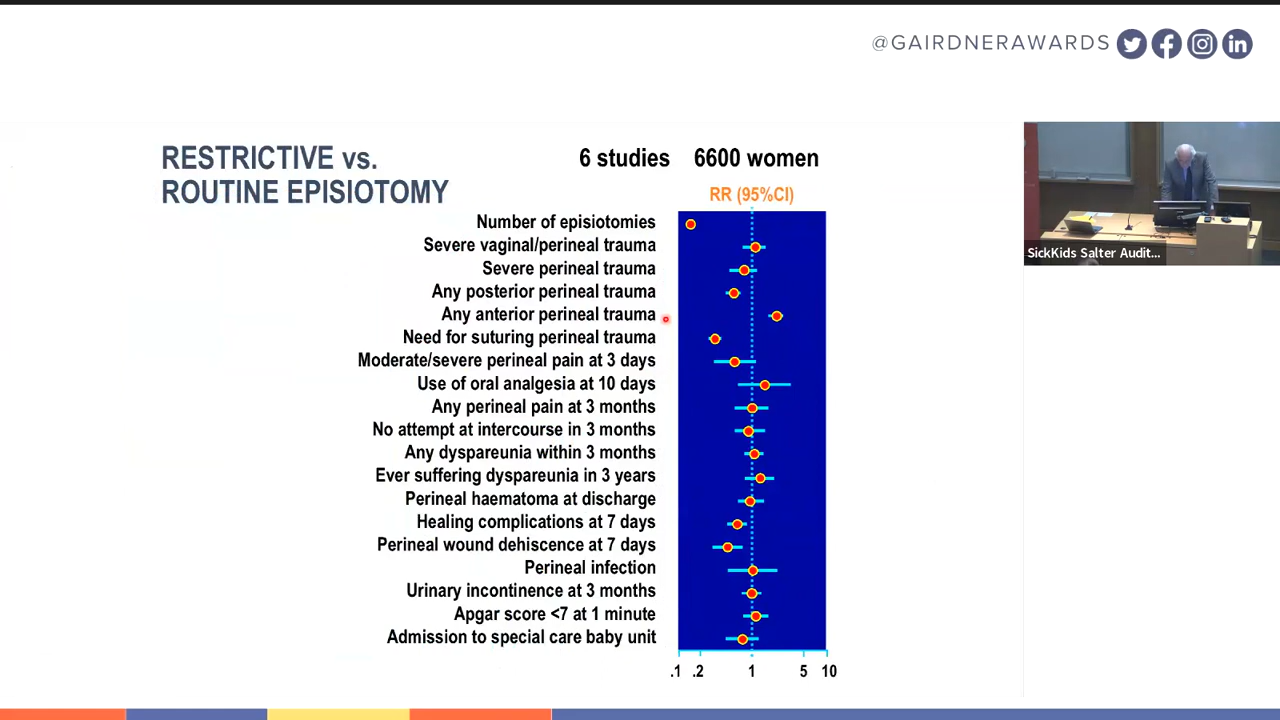 @GAIRDNERAWARDS
RESTRICTIVE vs.
ROUTINE EPISIOTOMY
6 studies 6600 women
RR (95%CI)
Number of episiotomies
Severe vaginal/perineal trauma
Severe perineal trauma
Any posterior perineal trauma
Any anterior perineal trauma
Need for suturing perineal trauma
Moderate/severe perineal pain at 3 days
Use of oral analgesia at 10 days
Any perineal pain at 3 months
No attempt at intercourse in 3 months
Any dyspareunia within 3 months
Ever suffering dyspareunia in 3 years
Perineal haematoma at discharge
Healing complications at 7 days
Perineal wound dehiscence at 7 days
Perineal infection
Urinary incontinence at 3 months
Apgar score <7 at 1 minute
Admission to special care baby unit
.1 .2 1 5 10
SickKids Salter Audit...